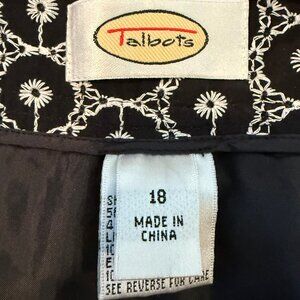 Talbots
18
MADE IN
CHINA
SEE REVERSE FOR CARE